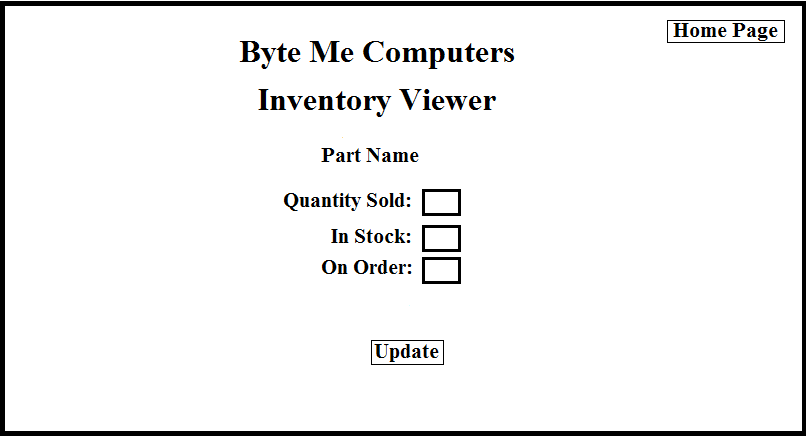 Home Page
Byte Me Computers
Inventory Viewer
Part Name
Quantity Sold:
In Stock:
On Order:
Update